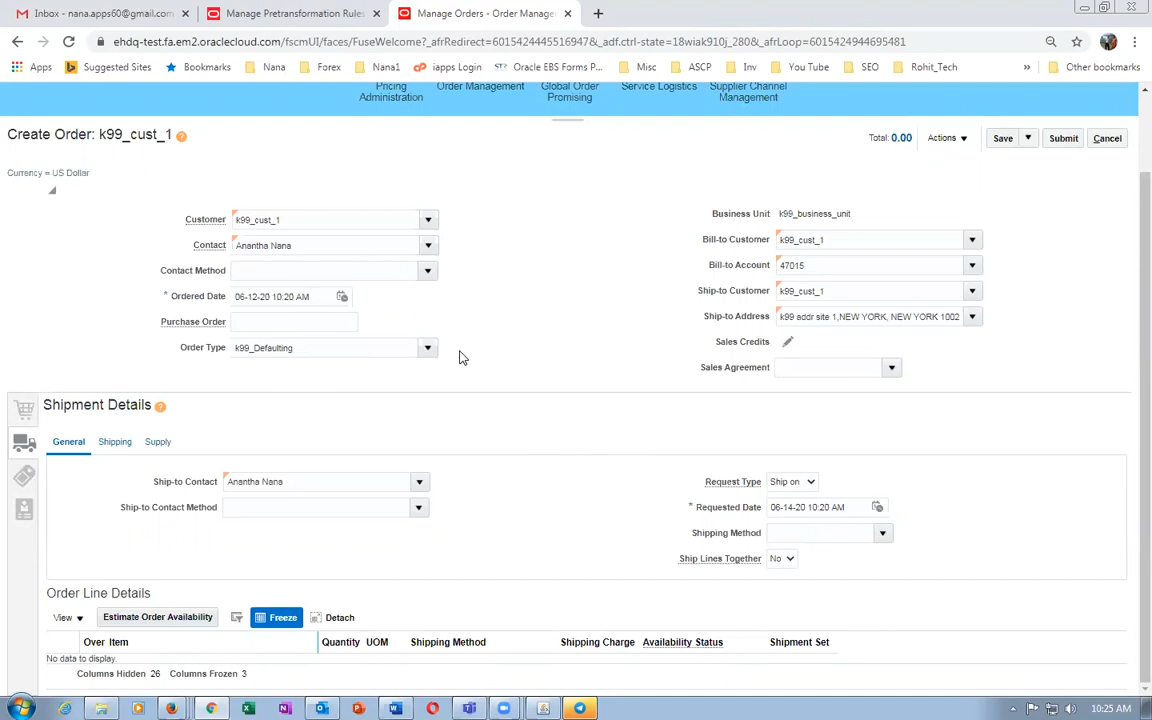 Inbox - nana.apps60@gmail.com
Manage Pretransformation Rules
Manage Orders - Order Manage
ehdq-test.fa.em2.oraclecloud.com/fscmUI/faces/FuseWelcome?_afrRedirect=6015424445516947&_adf.ctrl-state=18wiak910j_280&_afrLoop=6015424944695481
Apps Suggested Sites Bookmarks Nana Forex Nana1 iapps Login Oracle EBS Forms P... Misc ASCP Inv You Tube SEO Rohit_Tech » Other bookmarks
Pricing Administration
Order Management
Global Order Promising
Service Logistics
Supplier Channel Management
Create Order: k99_cust_1 ?
Total: 0.00 Actions Save Submit Cancel
Currency = US Dollar
Customer k99_cust_1
Contact Anantha Nana
Contact Method
* Ordered Date 06-12-20 10:20 AM
Purchase Order
Order Type k99_Defaulting
Business Unit k99_business_unit
Bill-to Customer k99_cust_1
Bill-to Account 47015
Ship-to Customer k99_cust_1
Ship-to Address k99 addr site 1,NEW YORK, NEW YORK 1002
Sales Credits
Sales Agreement
Shipment Details ?
General Shipping Supply
Ship-to Contact Anantha Nana
Ship-to Contact Method
Request Type Ship on
* Requested Date 06-14-20 10:20 AM
Shipping Method
Ship Lines Together No
Order Line Details
View Estimate Order Availability Freeze Detach
Over Item Quantity UOM Shipping Method Shipping Charge Availability Status Shipment Set
No data to display.
Columns Hidden 26 Columns Frozen 3
10:25 AM